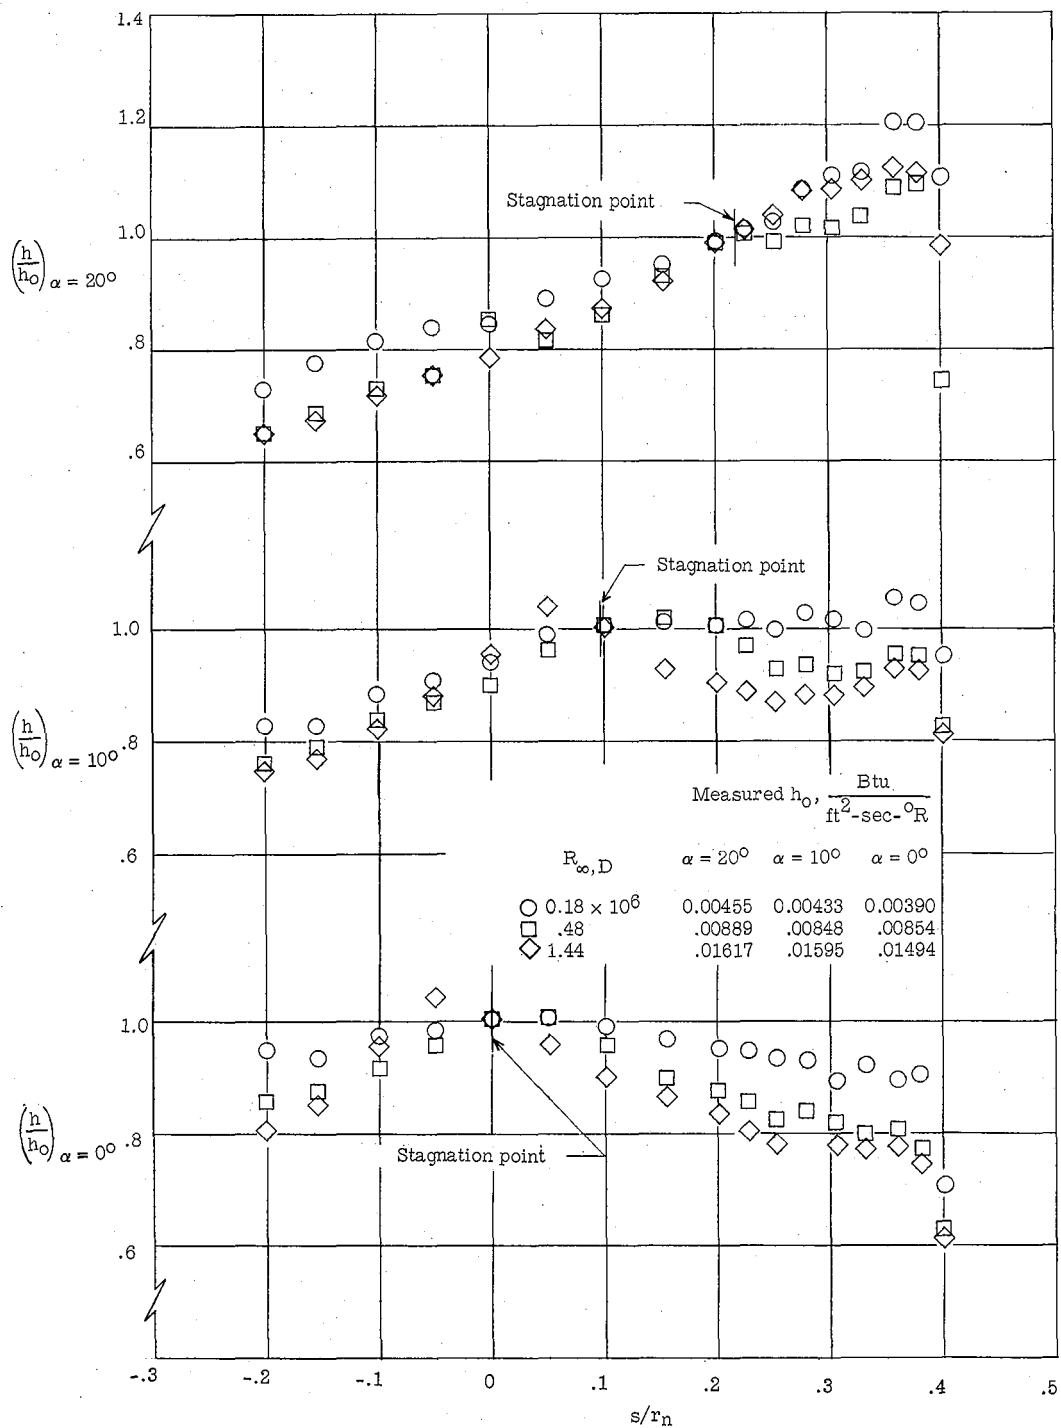 1.4
1.2
Stagnation point
1.0
(h/h₀) α = 20°
.8
.6
Stagnation point
1.0
(h/h₀) α = 10°
.8
Measured h₀, Btu/ft²-sec-°R
.6
R∞,D α = 20° α = 10° α = 0°
0.18 × 10⁶ 0.00455 0.00433 0.00390
.48 .00889 .00848 .00854
1.44 .01617 .01595 .01494
1.0
(h/h₀) α = 0°
.8
Stagnation point
.6
-.3 -.2 -.1 0 .1 .2 .3 .4 .5
s/rₙ